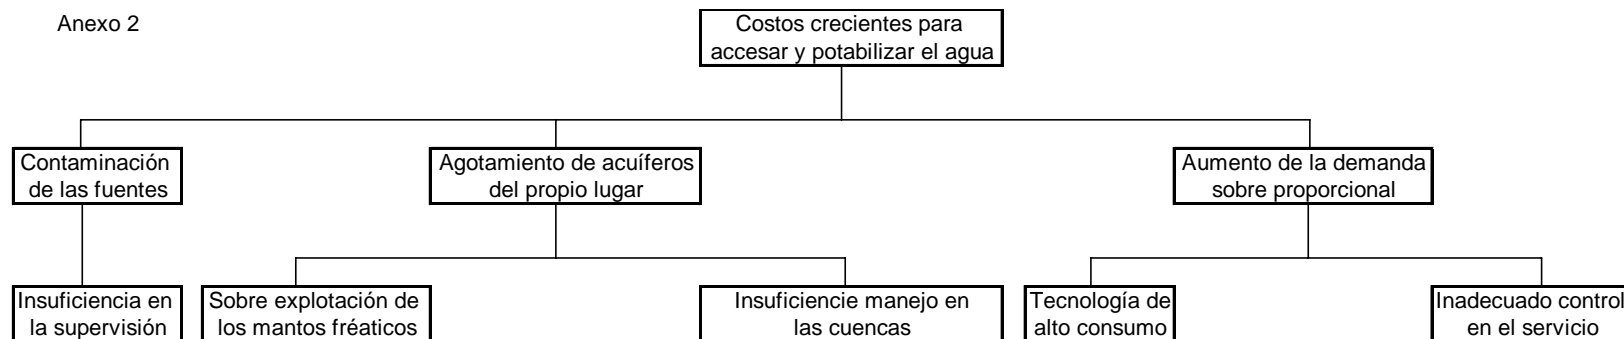 Anexo 2
Costos crecientes para
accesar y potabilizar el agua
Contaminación
de las fuentes
Agotamiento de acuíferos
del propio lugar
Aumento de la demanda
sobre proporcional
Insuficiencia en
la supervisión
Sobre explotación de
los mantos fréaticos
Insuficiencie manejo en
las cuencas
Tecnología de
alto consumo
Inadecuado control
en el servicio